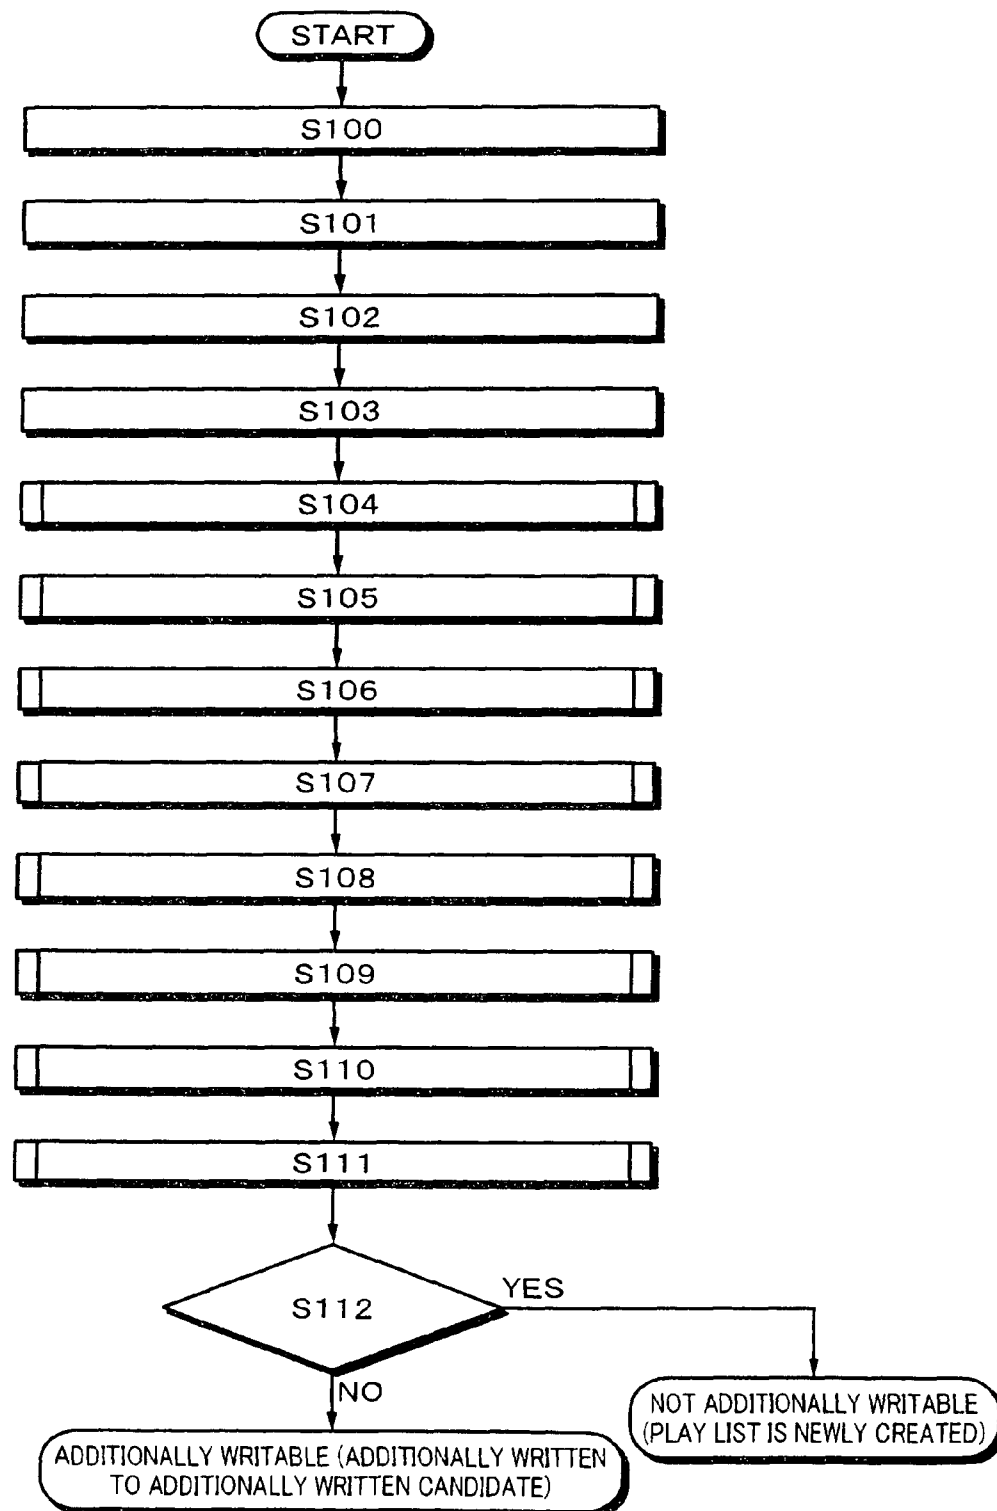 START
S100
S101
S102
S103
S104
S105
S106
S107
S108
S109
S110
S111
S112
YES
NO
NOT ADDITIONALLY WRITABLE
(PLAY LIST IS NEWLY CREATED)
ADDITIONALLY WRITABLE (ADDITIONALLY WRITTEN
TO ADDITIONALLY WRITTEN CANDIDATE)